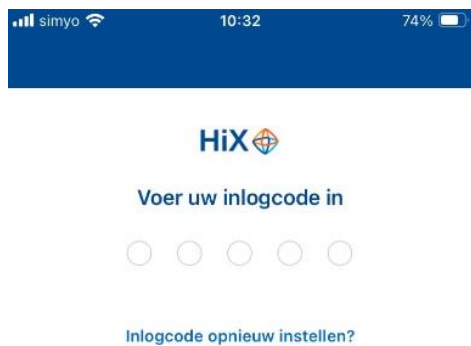 simyo 10:32 74%
HiX
Voer uw inlogcode in
Inlogcode opnieuw instellen?